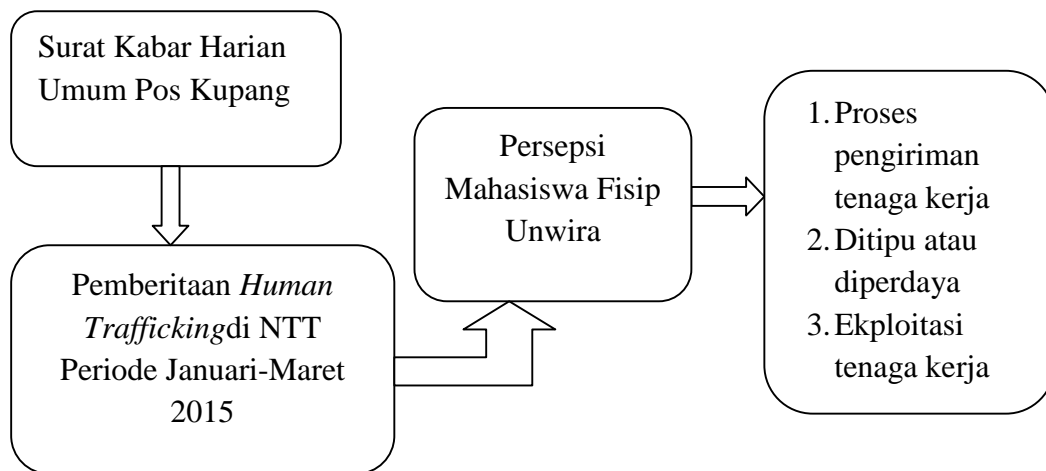 Surat Kabar Harian
Umum Pos Kupang
Pemberitaan Human
Traffickingdi NTT
Periode Januari-Maret
2015
Persepsi
Mahasiswa Fisip
Unwira
1. Proses
pengiriman
tenaga kerja
2. Ditipu atau
diperdaya
3. Ekploitasi
tenaga kerja